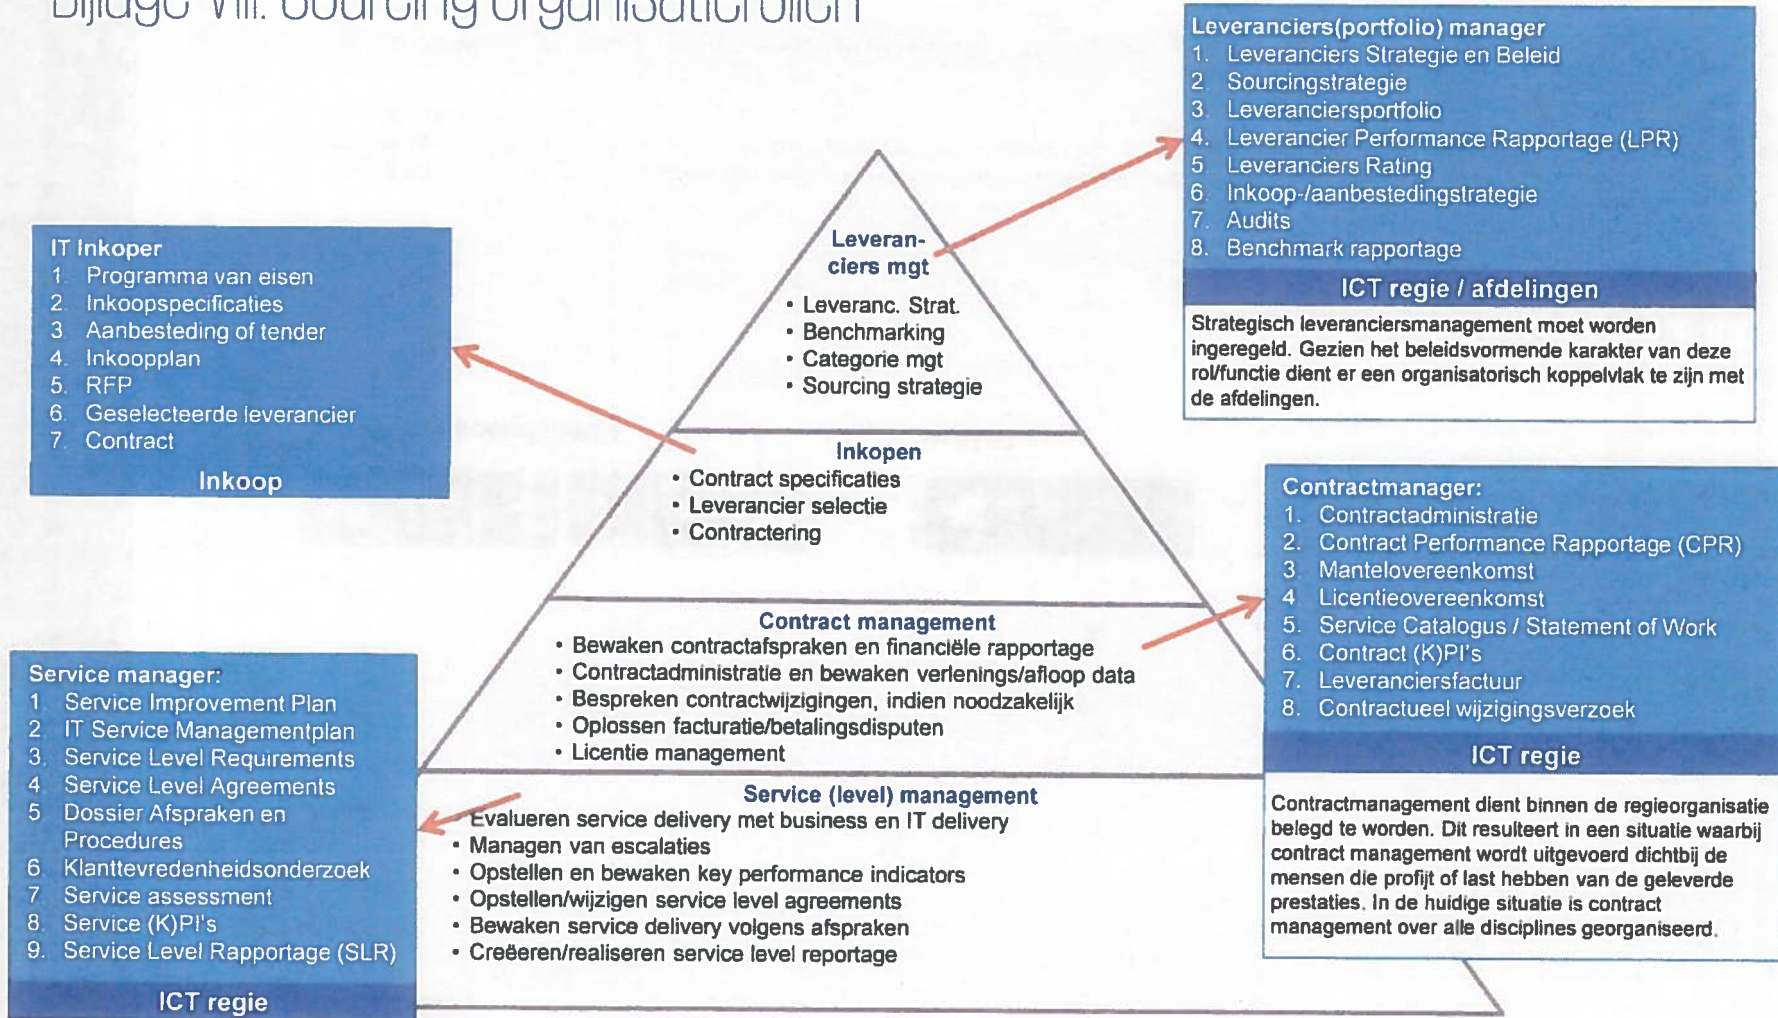 Bijlage VIII: Sourcing organisatierollen
Leveranciers(portfolio) manager
1. Leveranciers Strategie en Beleid
2. Sourcingstrategie
3. Leveranciersportfolio
4. Leverancier Performance Rapportage (LPR)
5. Leveranciers Rating
6. Inkoop-/aanbestedingstrategie
7. Audits
8. Benchmark rapportage
ICT regie / afdelingen
Strategisch leveranciersmanagement moet worden
ingeregeld. Gezien het beleidsvormende karakter van deze
rol/functie dient er een organisatorisch koppelvlak te zijn met
de afdelingen.
IT Inkoper
1. Programma van eisen
2. Inkoopspecificaties
3. Aanbesteding of tender
4. Inkoopplan
5. RFP
6. Geselecteerde leverancier
7. Contract
Inkoop
Leveran-
ciers mgt
• Leveranc. Strat.
• Benchmarking
• Categorie mgt
• Sourcing strategie
Inkopen
• Contract specificaties
• Leverancier selectie
• Contractering
Contract management
• Bewaken contractafspraken en financiële rapportage
• Contractadministratie en bewaken verlenings/afloop data
• Bespreken contractwijzigingen, indien noodzakelijk
• Oplossen facturatie/betalingsdisputen
• Licentie management
Contractmanager:
1. Contractadministratie
2. Contract Performance Rapportage (CPR)
3. Mantelovereenkomst
4. Licentieovereenkomst
5. Service Catalogus / Statement of Work
6. Contract (K)PI's
7. Leveranciersfactuur
8. Contractueel wijzigingsverzoek
ICT regie
Contractmanagement dient binnen de regieorganisatie
belegd te worden. Dit resulteert in een situatie waarbij
contract management wordt uitgevoerd dichtbij de
mensen die profijt of last hebben van de geleverde
prestaties. In de huidige situatie is contract
management over alle disciplines georganiseerd.
Service manager:
1. Service Improvement Plan
2. IT Service Managementplan
3. Service Level Requirements
4. Service Level Agreements
5 Dossier Afspraken en
Procedures
6. Klanttevredenheidsonderzoek
7. Service assessment
8. Service (K)PI's
9. Service Level Rapportage (SLR)
ICT regie
Service (level) management
Evalueren service delivery met business en IT delivery
• Managen van escalaties
• Opstellen en bewaken key performance indicators
• Opstellen/wijzigen service level agreements
• Bewaken service delivery volgens afspraken
• Creëeren/realiseren service level reportage